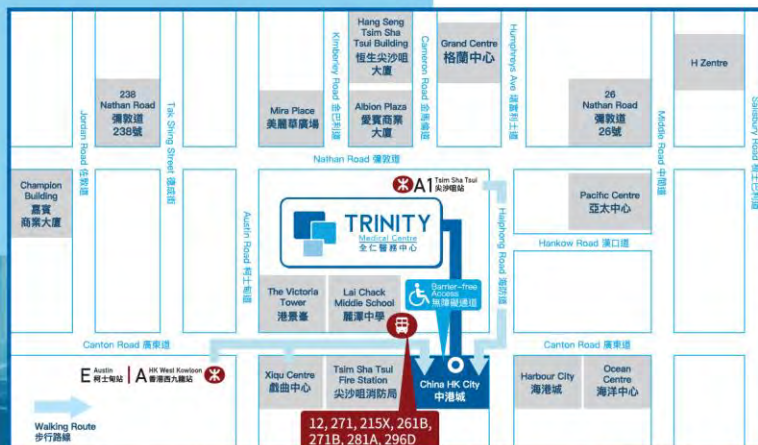 Hang Seng
Tsim Sha
Tsui Building
恆生尖沙咀
大廈
Grand Centre
格蘭中心
H Zentre
238
Nathan Road
彌敦道
238號
Mira Place
美麗華廣場
Albion Plaza
愛賓商業
大廈
26
Nathan Road
彌敦道
26號
Jordan Road 佐敦道
Tak Shing Street 德成街
Kimberley Road 金巴利道
Cameron Road 金馬倫道
Humphreys Ave 堪富利士道
Middle Road 中間道
Salisbury Road 梳士巴利道
Nathan Road 彌敦道
Champion
Building
嘉賓
商業大廈
A1 Tsim Sha Tsui
尖沙咀站
Pacific Centre
亞太中心
TRINITY
Medical Centre
全仁醫務中心
Austin Road 柯士甸道
Haiphong Road 海防道
Hankow Road 漢口道
The Victoria
Tower
港景峯
Lai Chack
Middle School
麗澤中學
Barrier-free
Access
無障礙通道
Canton Road 廣東道
Canton Road 廣東道
E Austin
柯士甸站
A HK West Kowloon
香港西九龍站
Xiqu Centre
戲曲中心
Tsim Sha Tsui
Fire Station
尖沙咀消防局
China HK City
中港城
Harbour City
海港城
Ocean
Centre
海洋中心
Walking Route
步行路線
12, 271, 215X, 261B,
271B, 281A, 296D